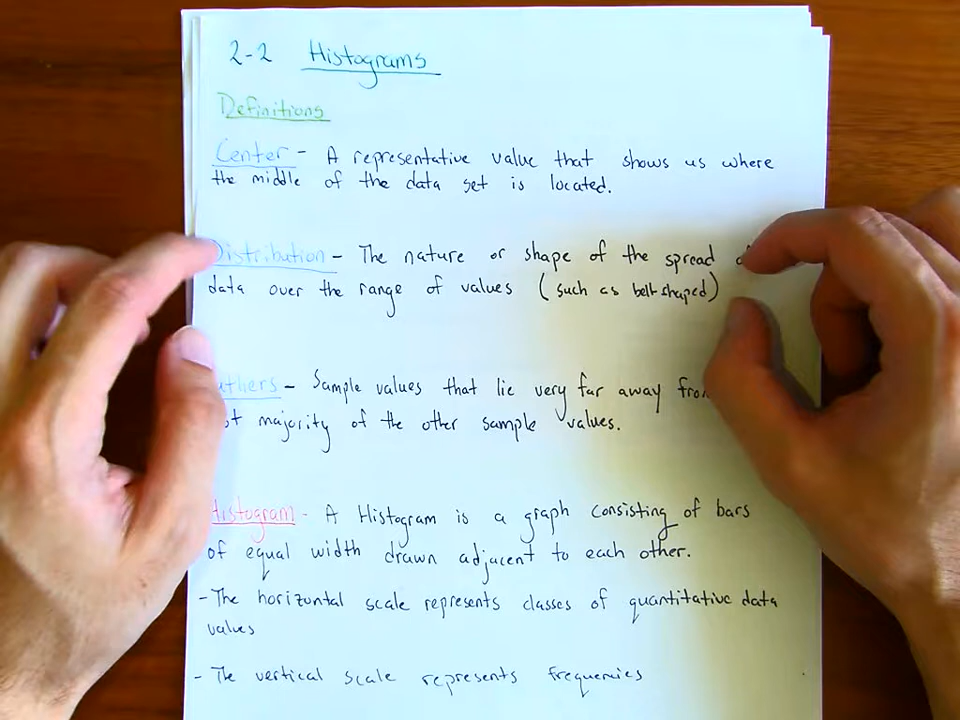 2-2 Histograms
Definitions
Center - A representative value that shows us where
the middle of the data set is located.
Distribution - The nature or shape of the spread
data over the range of values (such as bell-shaped)
- Sample values that lie very far away
majority of the other sample values.
Histogram - A Histogram is a graph consisting of bars
of equal width drawn adjacent to each other.
- The horizontal scale represents classes of quantitative data
values
- The vertical scale represents frequencies